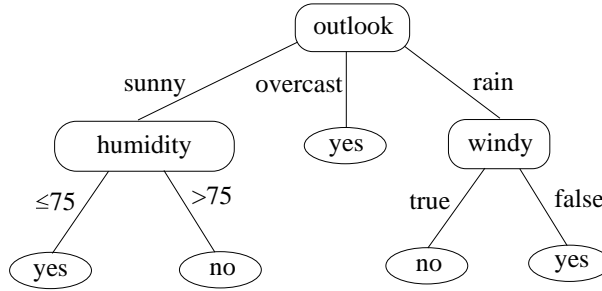 outlook
sunny overcast rain
humidity yes windy
≤75 >75 true false
yes no no yes